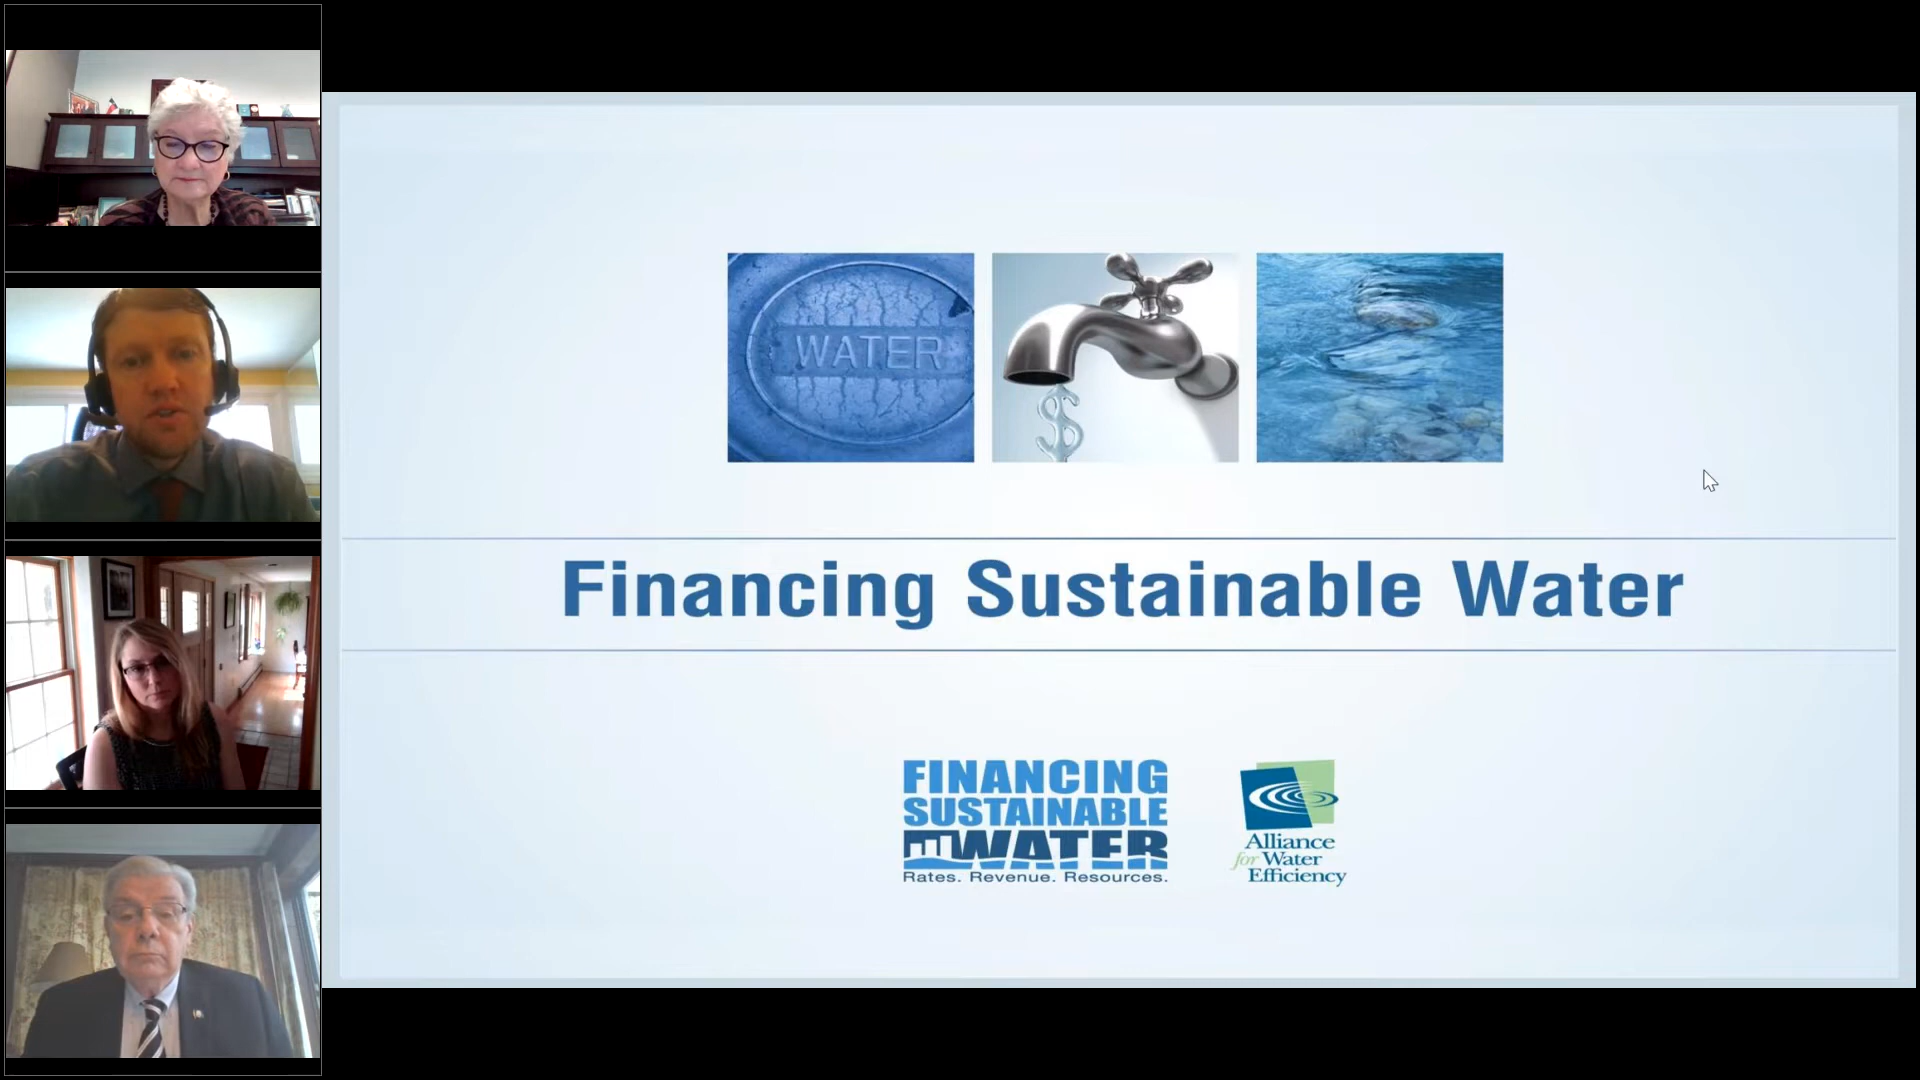 WATER
$
Financing Sustainable Water
FINANCING
SUSTAINABLE
WATER
Rates. Revenue. Resources.
Alliance
for Water
Efficiency